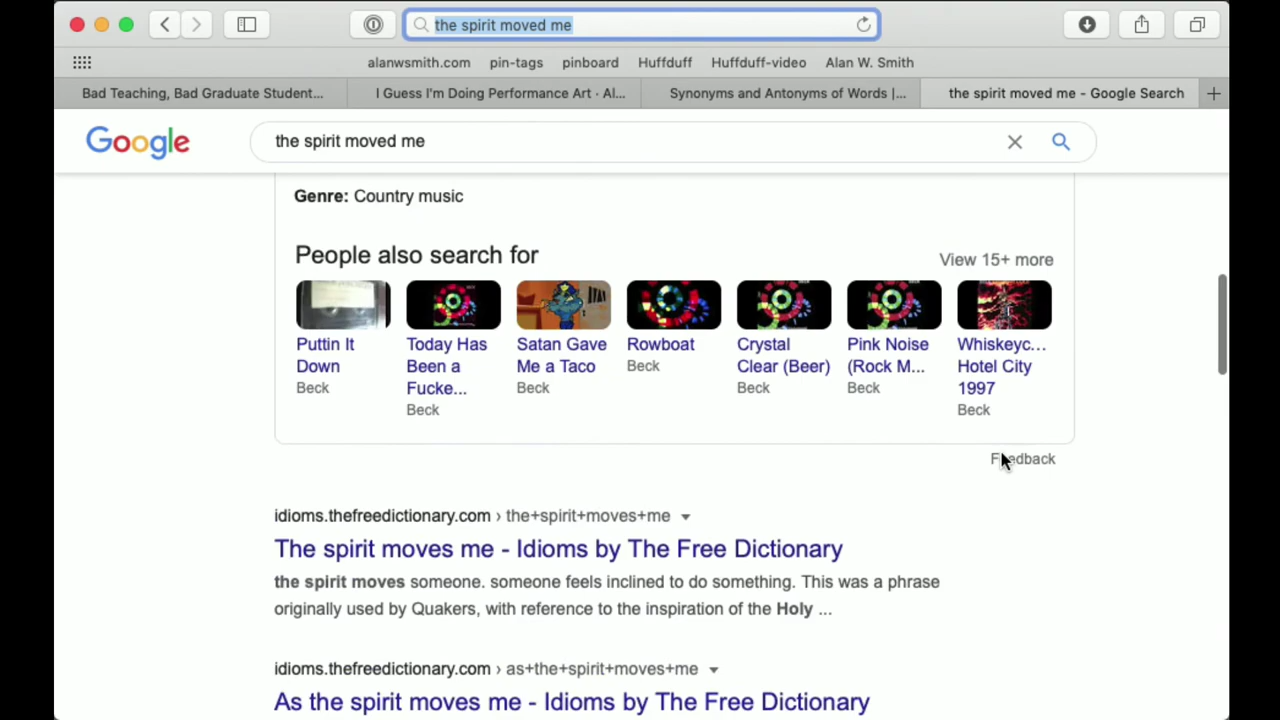 the spirit moved me
alanwsmith.com pin-tags pinboard Huffduff Huffduff-video Alan W. Smith
Bad Teaching, Bad Graduate Student... I Guess I'm Doing Performance Art · Al... Synonyms and Antonyms of Words |... the spirit moved me - Google Search
Google the spirit moved me
Genre: Country music
People also search for View 15+ more
Puttin It Down Beck
Today Has Been a Fucke... Beck
Satan Gave Me a Taco Beck
Rowboat Beck
Crystal Clear (Beer) Beck
Pink Noise (Rock M... Beck
Whiskeyc... Hotel City 1997 Beck
Feedback
idioms.thefreedictionary.com › the+spirit+moves+me
The spirit moves me - Idioms by The Free Dictionary
the spirit moves someone. someone feels inclined to do something. This was a phrase
originally used by Quakers, with reference to the inspiration of the Holy ...
idioms.thefreedictionary.com › as+the+spirit+moves+me
As the spirit moves me - Idioms by The Free Dictionary